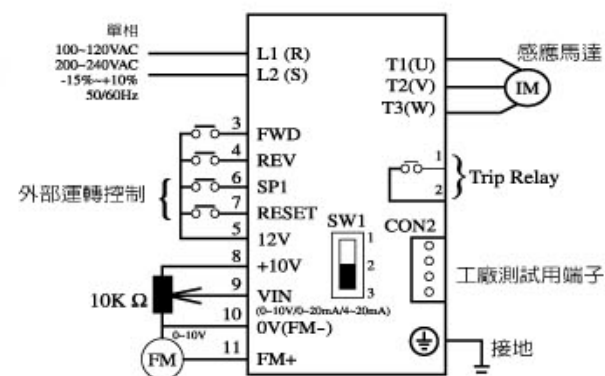 單相
100~120VAC
200~240VAC
-15%~+10%
50/60Hz
L1 (R)
L2 (S)
T1(U)
T2(V)
T3(W)
感應馬達
IM
3
FWD
4
REV
6
SP1
7
RESET
5
12V
外部運轉控制
1
2
Trip Relay
SW1
1
2
3
CON2
工廠測試用端子
8
+10V
9
VIN
(0~10V/0~20mA/4~20mA)
10
0V(FM-)
10K Ω
0~10V
FM
11
FM+
接地